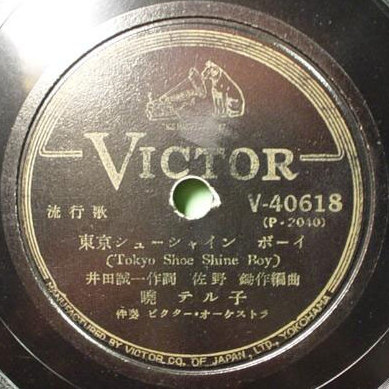 VICTOR
流行歌
V-40618
(P・2040)
東京シューシャイン ボーイ
(Tokyo Shoe Shine Boy)
井田誠一作詞 佐野 鋤作編曲
暁 テル子
伴奏 ビクター・オーケストラ
MANUFACTURED BY VICTOR CO. OF JAPAN, LTD., YOKOHAMA